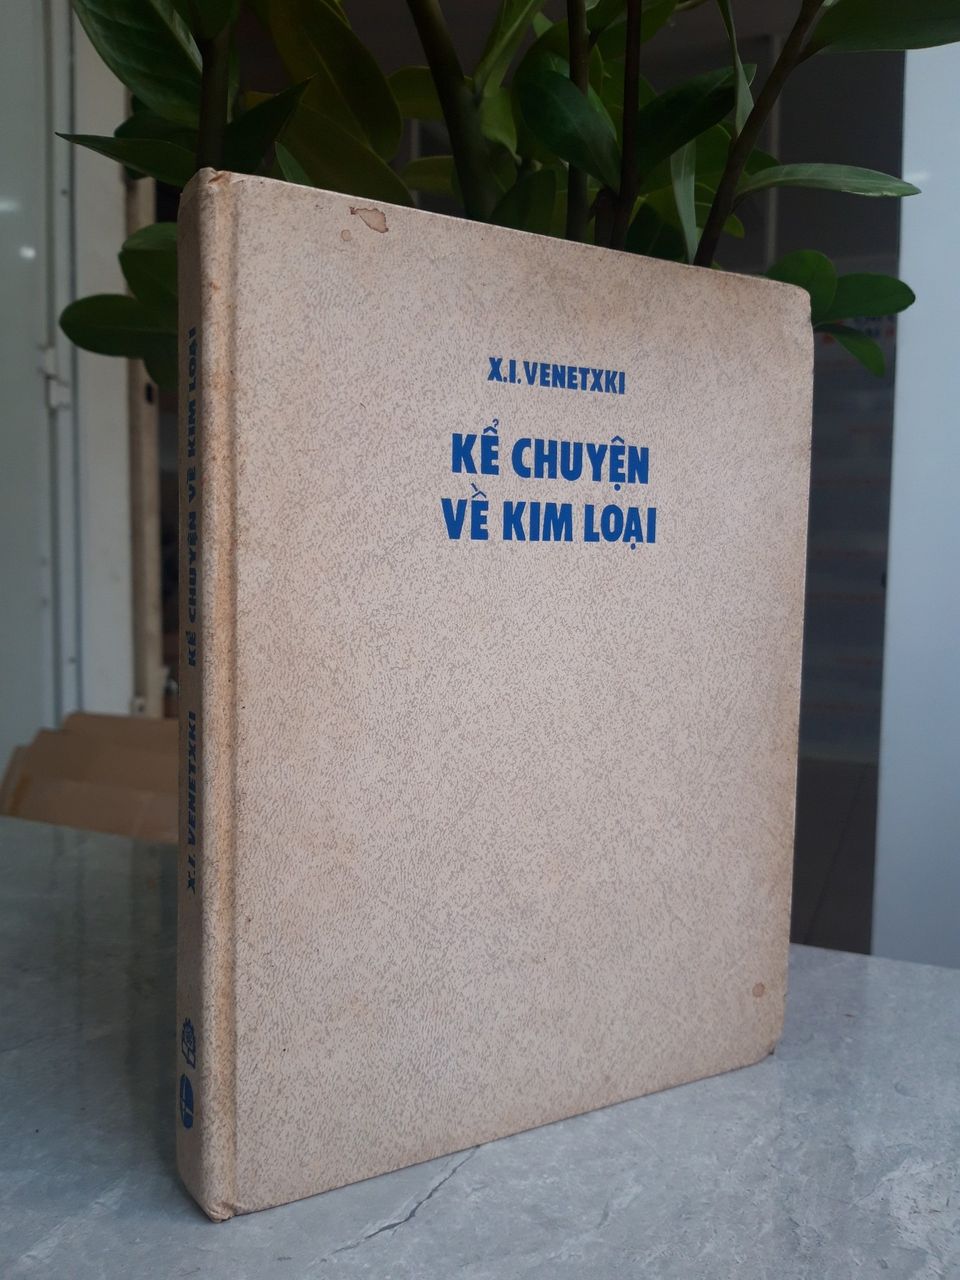 X.I. VENETXKI
KỂ CHUYỆN
VỀ KIM LOẠI
X.I. VENETXKI KỂ CHUYỆN VỀ KIM LOẠI